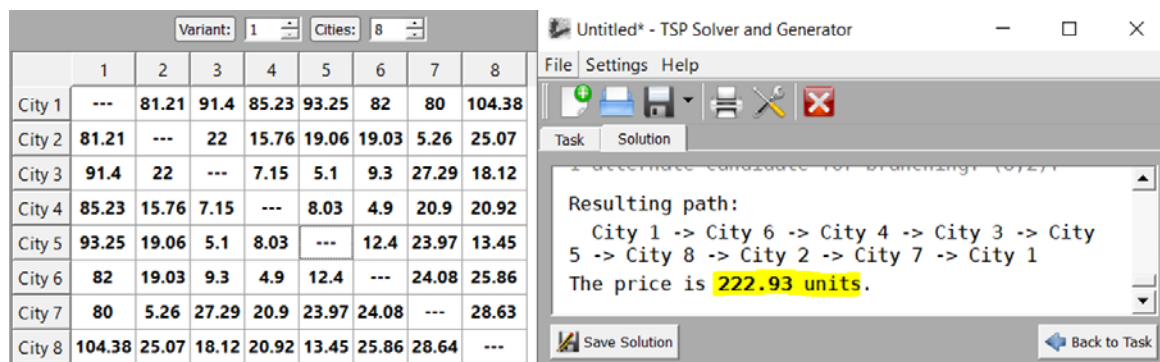 Variant: 1 Cities: 8
1 2 3 4 5 6 7 8
City 1 --- 81.21 91.4 85.23 93.25 82 80 104.38
City 2 81.21 --- 22 15.76 19.06 19.03 5.26 25.07
City 3 91.4 22 --- 7.15 5.1 9.3 27.29 18.12
City 4 85.23 15.76 7.15 --- 8.03 4.9 20.9 20.92
City 5 93.25 19.06 5.1 8.03 --- 12.4 23.97 13.45
City 6 82 19.03 9.3 4.9 12.4 --- 24.08 25.86
City 7 80 5.26 27.29 20.9 23.97 24.08 --- 28.63
City 8 104.38 25.07 18.12 20.92 13.45 25.86 28.64 ---
Untitled* - TSP Solver and Generator
File Settings Help
Task Solution
1 alternate candidate for branching: (8,2).
Resulting path:
City 1 -> City 6 -> City 4 -> City 3 -> City
5 -> City 8 -> City 2 -> City 7 -> City 1
The price is 222.93 units.
Save Solution Back to Task